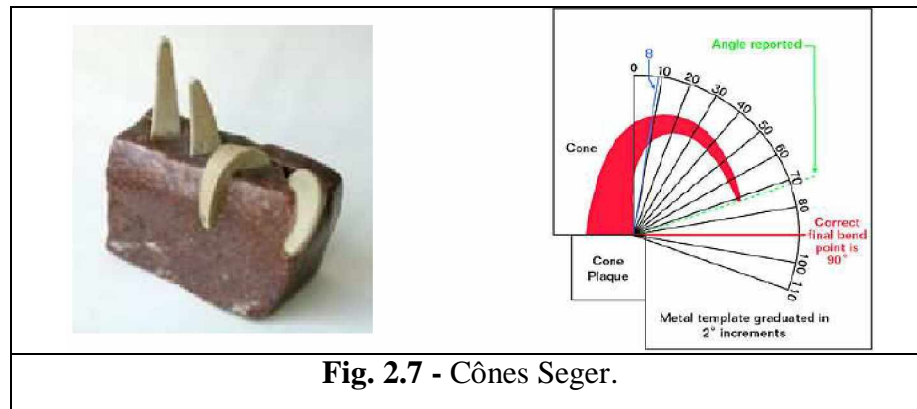 Angle reported
8
0
10
20
30
40
50
60
70
80
100
110
Cone
Correct
final bend
point is
90°
Cone
Plaque
Metal template graduated in
2° increments
Fig. 2.7 - Cônes Seger.